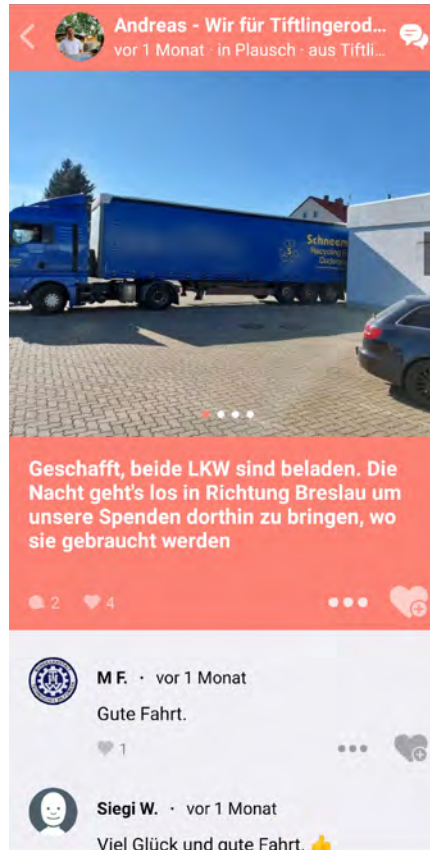 Andreas - Wir für Tiftlingerod...
vor 1 Monat · in Plausch · aus Tiftli...
Schneem
Recycling
Geschafft, beide LKW sind beladen. Die
Nacht geht's los in Richtung Breslau um
unsere Spenden dorthin zu bringen, wo
sie gebraucht werden
2 4
M F. · vor 1 Monat
Gute Fahrt.
1
Siegi W. · vor 1 Monat
Viel Glück und gute Fahrt. 👍